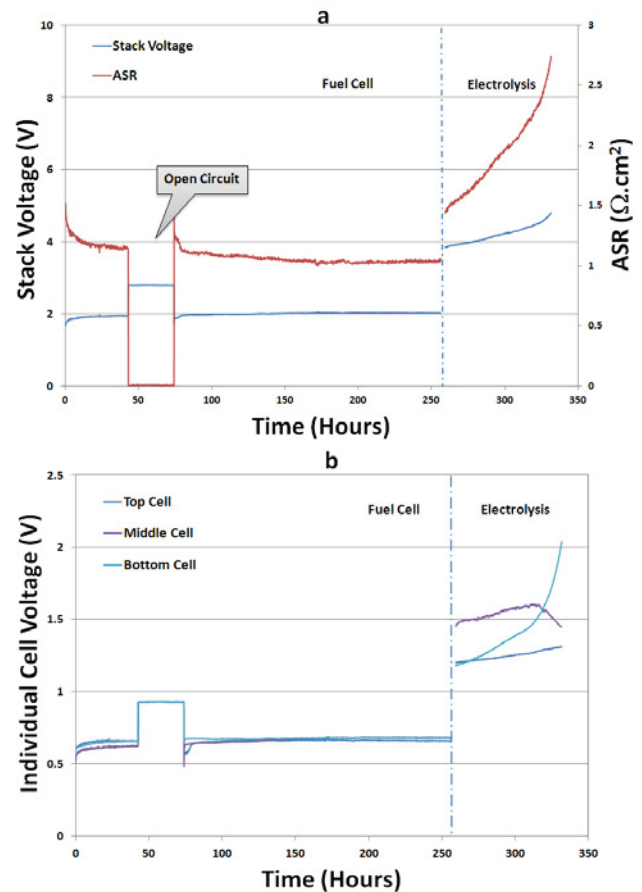 a
Stack Voltage
ASR
Fuel Cell
Electrolysis
Open Circuit
Stack Voltage (V)
ASR (Ω.cm²)
10
8
6
4
2
0
3
2.5
2
1.5
1
0.5
0
0 50 100 150 200 250 300 350
Time (Hours)
b
Top Cell
Middle Cell
Bottom Cell
Fuel Cell
Electrolysis
Individual Cell Voltage (V)
2.5
2
1.5
1
0.5
0
0 50 100 150 200 250 300 350
Time (Hours)